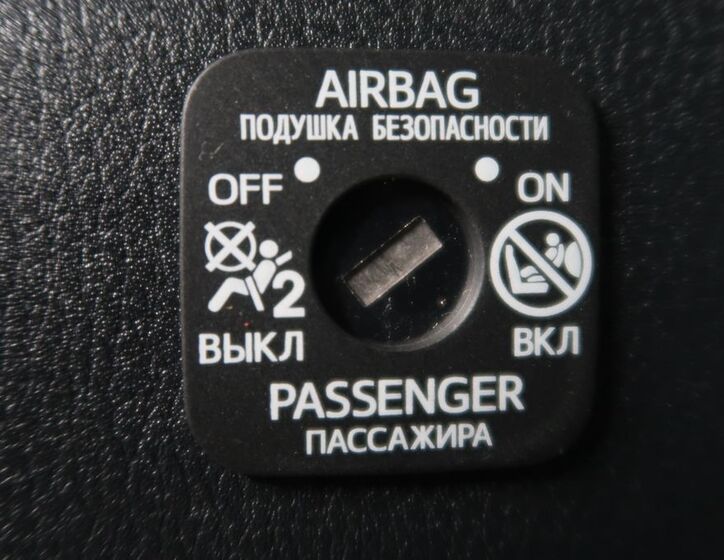 AIRBAG
ПОДУШКА БЕЗОПАСНОСТИ
OFF ON
2
ВЫКЛ ВКЛ
PASSENGER
ПАССАЖИРА